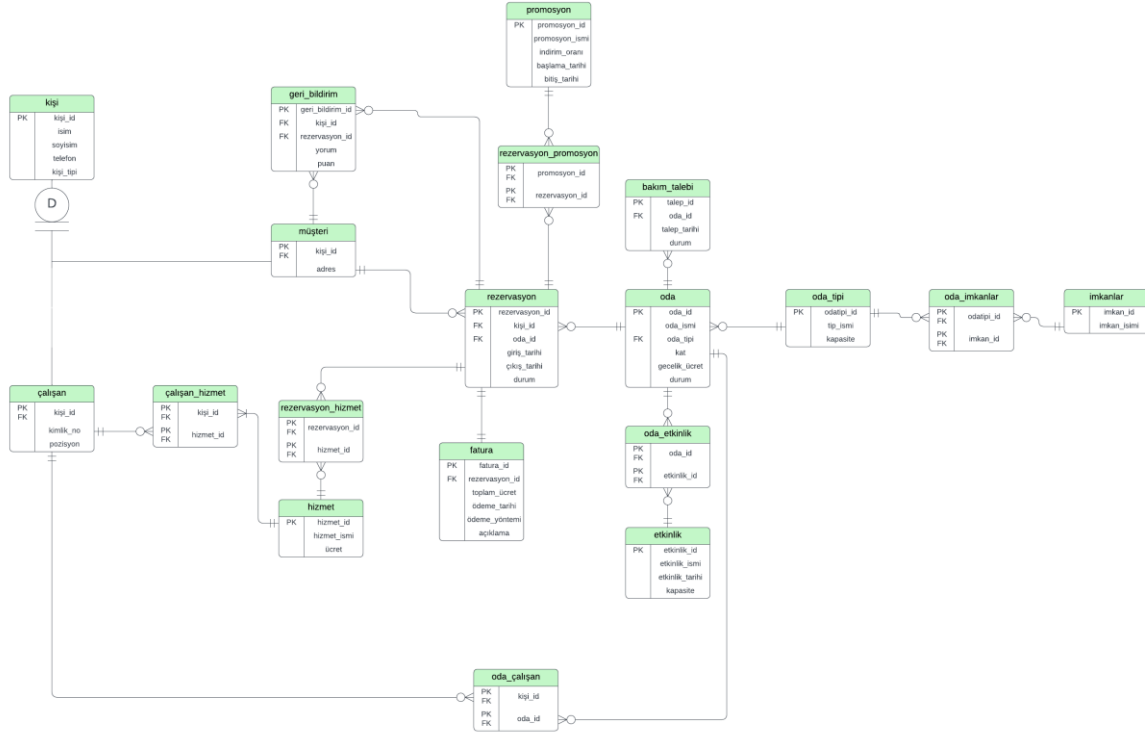 promosyon
PK promosyon_id
promosyon_ismi
indirim_oranı
başlama_tarihi
bitiş_tarihi
kişi
PK kişi_id
isim
soyisim
telefon
kişi_tipi
D
geri_bildirim
PK geri_bildirim_id
FK kişi_id
FK rezervasyon_id
yorum
puan
rezervasyon_promosyon
PK
FK promosyon_id
PK
FK rezervasyon_id
bakım_talebi
PK talep_id
FK oda_id
talep_tarihi
durum
müşteri
PK
FK kişi_id
adres
rezervasyon
PK rezervasyon_id
FK kişi_id
FK oda_id
giriş_tarihi
çıkış_tarihi
durum
oda
PK oda_id
oda_ismi
FK oda_tipi
kat
gecelik_ücret
durum
oda_tipi
PK odatipi_id
tip_ismi
kapasite
oda_imkanlar
PK
FK odatipi_id
PK
FK imkan_id
imkanlar
PK imkan_id
imkan_isimi
çalışan
PK
FK kişi_id
kimlik_no
pozisyon
çalışan_hizmet
PK
FK kişi_id
PK
FK hizmet_id
rezervasyon_hizmet
PK
FK rezervasyon_id
PK
FK hizmet_id
hizmet
PK hizmet_id
hizmet_ismi
ücret
fatura
PK fatura_id
FK rezervasyon_id
toplam_ücret
ödeme_tarihi
ödeme_yöntemi
açıklama
oda_etkinlik
PK
FK oda_id
PK
FK etkinlik_id
etkinlik
PK etkinlik_id
etkinlik_ismi
etkinlik_tarihi
kapasite
oda_çalışan
PK
FK kişi_id
PK
FK oda_id